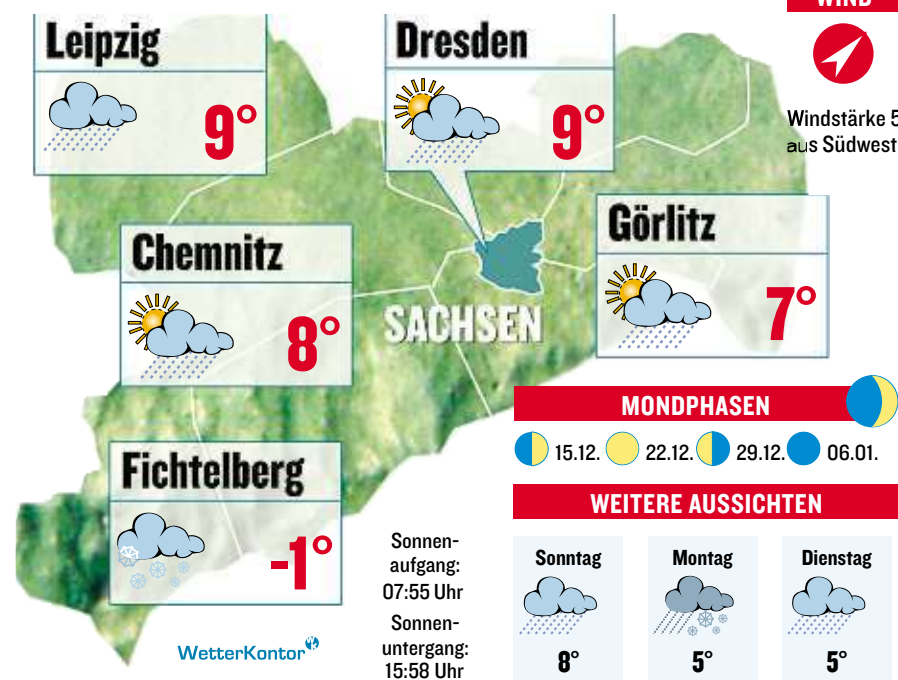 WIND
Windstärke 5
aus Südwest
Leipzig
9°
Dresden
9°
Chemnitz
8°
Görlitz
7°
SACHSEN
Fichtelberg
-1°
WetterKontor
Sonnen-
aufgang:
07:55 Uhr
Sonnen-
untergang:
15:58 Uhr
MONDPHASEN
15.12. 22.12. 29.12. 06.01.
WEITERE AUSSICHTEN
Sonntag Montag Dienstag
8° 5° 5°